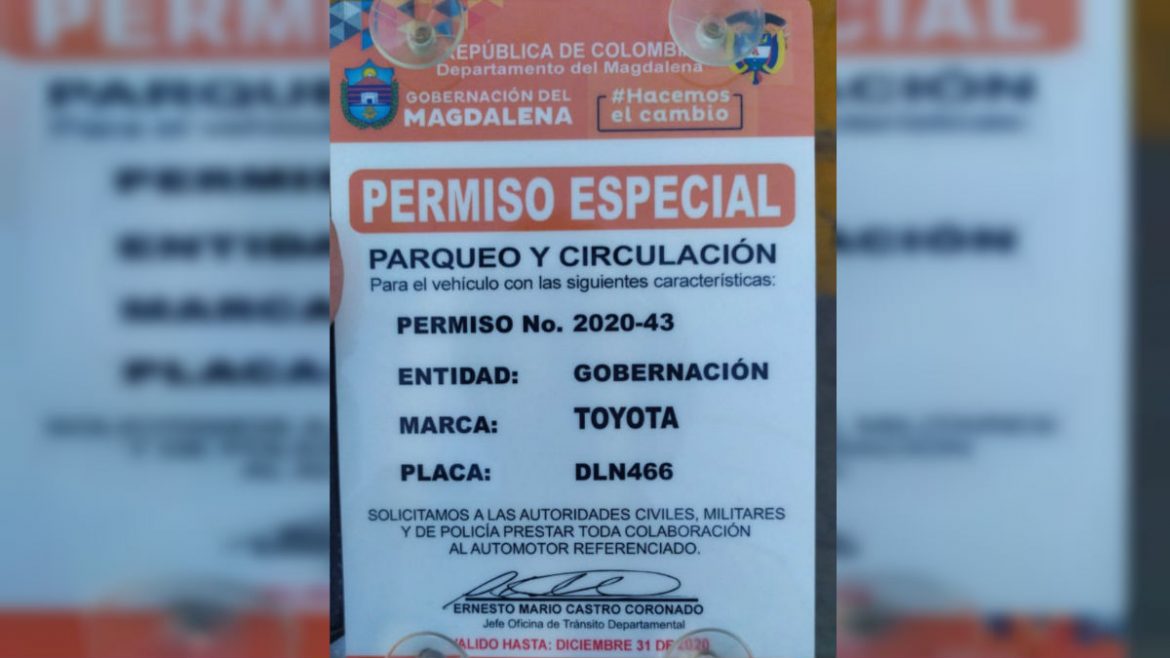 REPÚBLICA DE COLOMBIA
Departamento del Magdalena
GOBERNACIÓN DEL
MAGDALENA
#Hacemos
el cambio
PERMISO ESPECIAL
PARQUEO Y CIRCULACIÓN
Para el vehículo con las siguientes características:
PERMISO No. 2020-43
ENTIDAD: GOBERNACIÓN
MARCA: TOYOTA
PLACA: DLN466
SOLICITAMOS A LAS AUTORIDADES CIVILES, MILITARES
Y DE POLICÍA PRESTAR TODA COLABORACIÓN
AL AUTOMOTOR REFERENCIADO.
ERNESTO MARIO CASTRO CORONADO
Jefe Oficina de Tránsito Departamental
VALIDO HASTA: DICIEMBRE 31 DE 2020